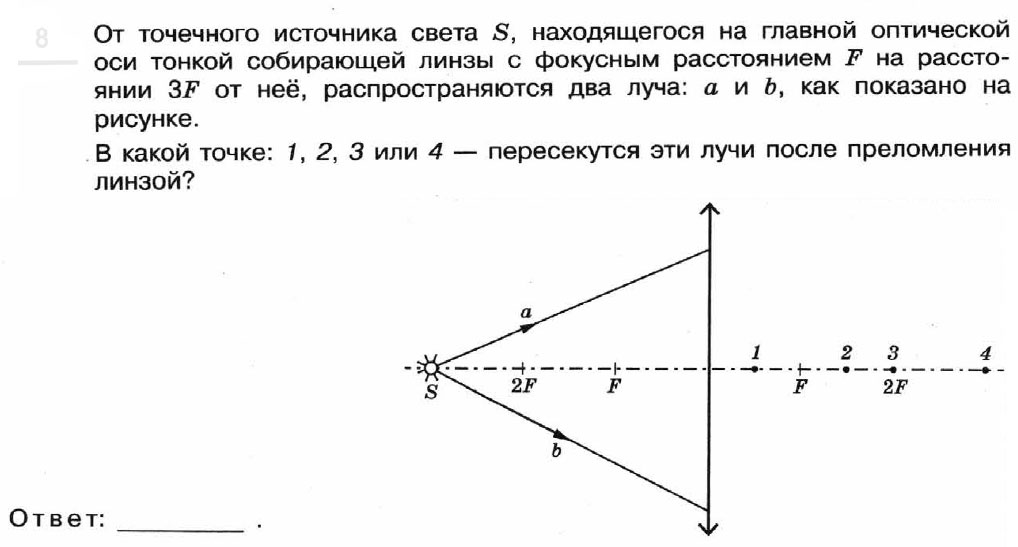 8
От точечного источника света S, находящегося на главной оптической
оси тонкой собирающей линзы с фокусным расстоянием F на рассто-
янии 3F от неё, распространяются два луча: a и b, как показано на
рисунке.
В какой точке: 1, 2, 3 или 4 — пересекутся эти лучи после преломления
линзой?
a
1 2 3 4
S 2F F F 2F
b
Ответ: ________ .